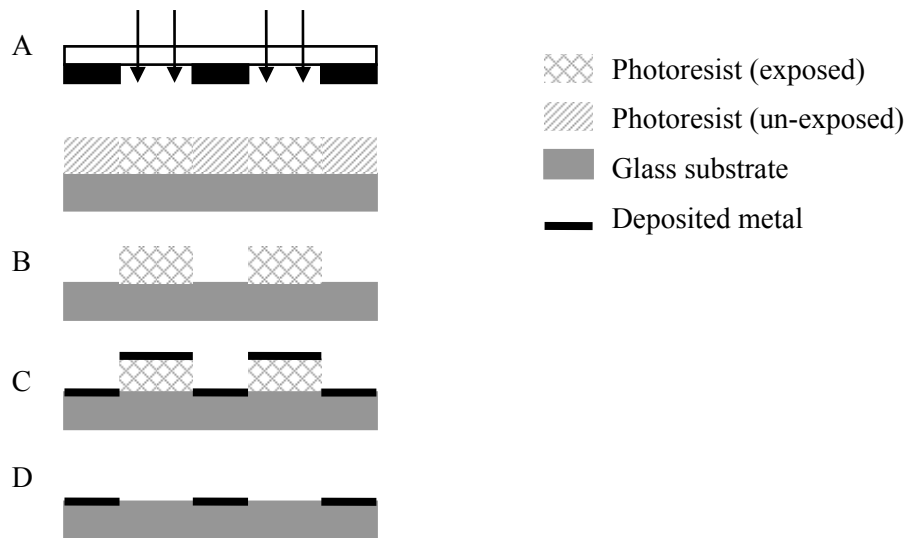 A
Photoresist (exposed)
Photoresist (un-exposed)
Glass substrate
Deposited metal
B
C
D